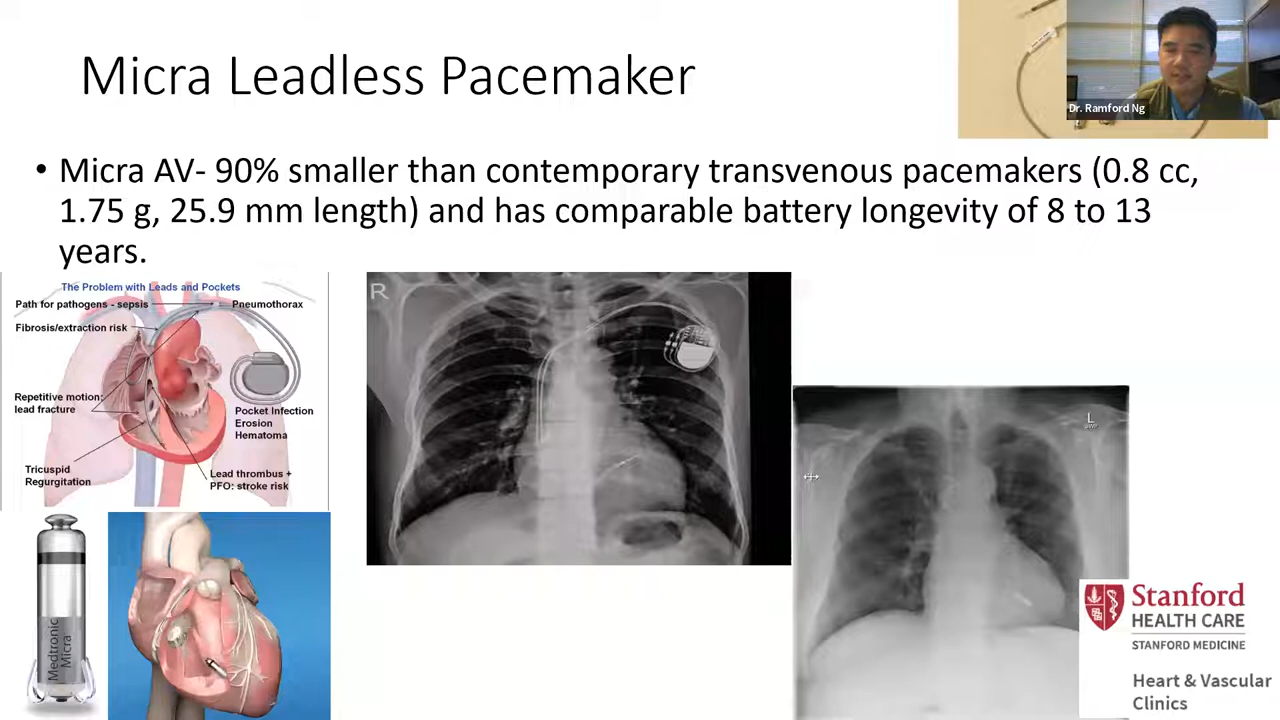 Micra Leadless Pacemaker
Dr. Ramford Ng
• Micra AV- 90% smaller than contemporary transvenous pacemakers (0.8 cc,
1.75 g, 25.9 mm length) and has comparable battery longevity of 8 to 13
years.
The Problem with Leads and Pockets
Path for pathogens - sepsis
Pneumothorax
Fibrosis/extraction risk
Repetitive motion:
lead fracture
Pocket Infection
Erosion
Hematoma
Tricuspid
Regurgitation
Lead thrombus +
PFO: stroke risk
R
L
Medtronic
Micra
Stanford
HEALTH CARE
STANFORD MEDICINE
Heart & Vascular
Clinics